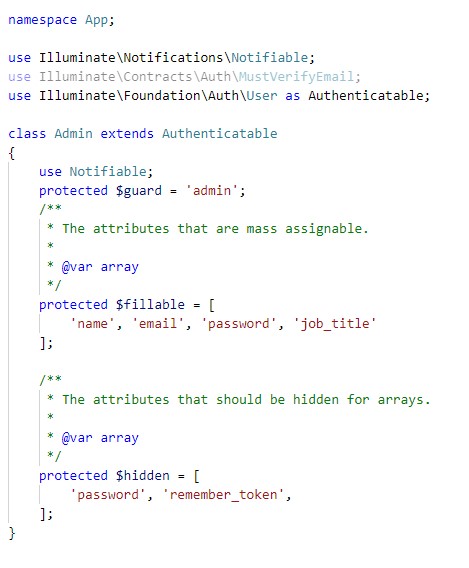 namespace App;
use Illuminate\Notifications\Notifiable;
use Illuminate\Contracts\Auth\MustVerifyEmail;
use Illuminate\Foundation\Auth\User as Authenticatable;
class Admin extends Authenticatable
{
use Notifiable;
protected $guard = 'admin';
/**
* The attributes that are mass assignable.
*
* @var array
*/
protected $fillable = [
'name', 'email', 'password', 'job_title'
];
/**
* The attributes that should be hidden for arrays.
*
* @var array
*/
protected $hidden = [
'password', 'remember_token',
];
}